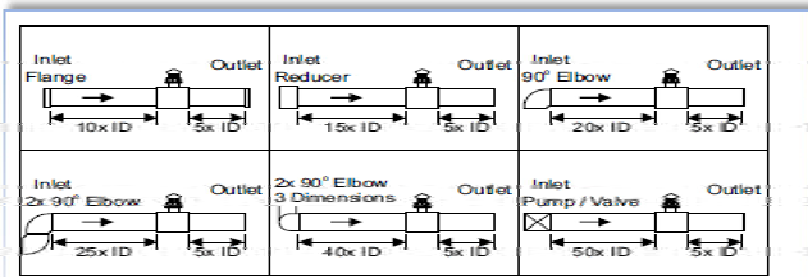 Inlet
Flange
Outlet
10x ID
5x ID
Inlet
Reducer
Outlet
15x ID
5x ID
Inlet
90° Elbow
Outlet
20x ID
5x ID
Inlet
2x 90° Elbow
Outlet
25x ID
5x ID
2x 90° Elbow
3 Dimensions
Outlet
40x ID
5x ID
Inlet
Pump / Valve
Outlet
50x ID
5x ID